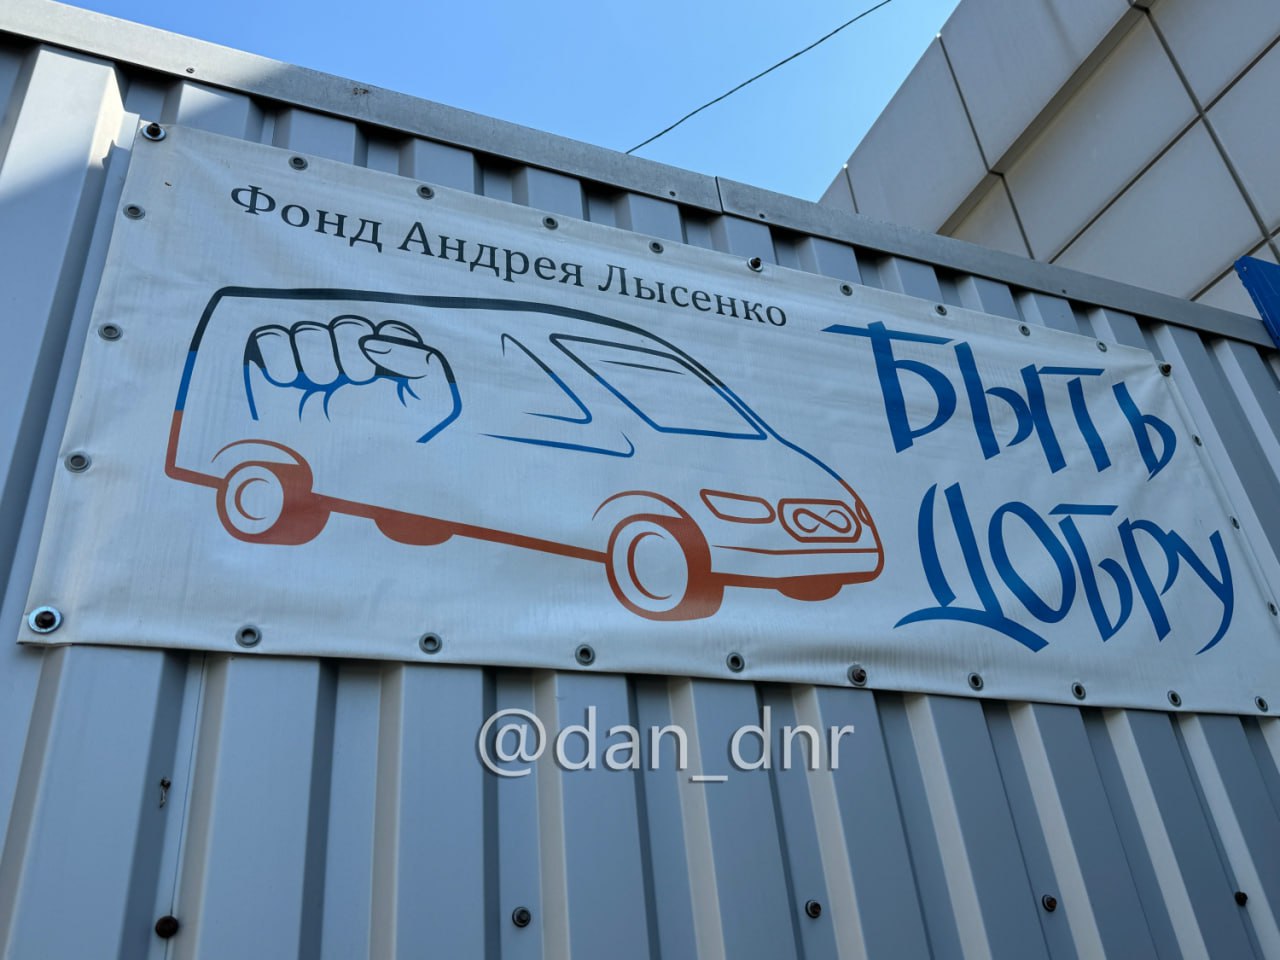 Фонд Андрея Лысенко
Быть
Добру
@dan_dnr